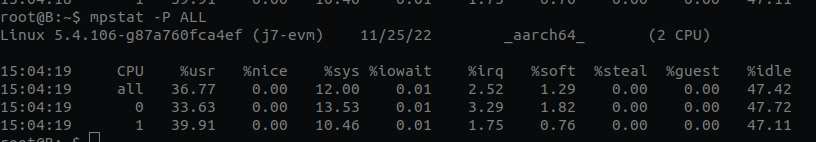 root@B:~$ mpstat -P ALL
Linux 5.4.106-g87a760fca4ef (j7-evm)    11/25/22    _aarch64_    (2 CPU)
15:04:19    CPU    %usr    %nice    %sys %iowait    %irq    %soft    %steal    %guest    %idle
15:04:19    all    36.77    0.00    12.00    0.01    2.52    1.29    0.00    0.00    47.42
15:04:19    0    33.63    0.00    13.53    0.01    3.29    1.82    0.00    0.00    47.72
15:04:19    1    39.91    0.00    10.46    0.01    1.75    0.76    0.00    0.00    47.11